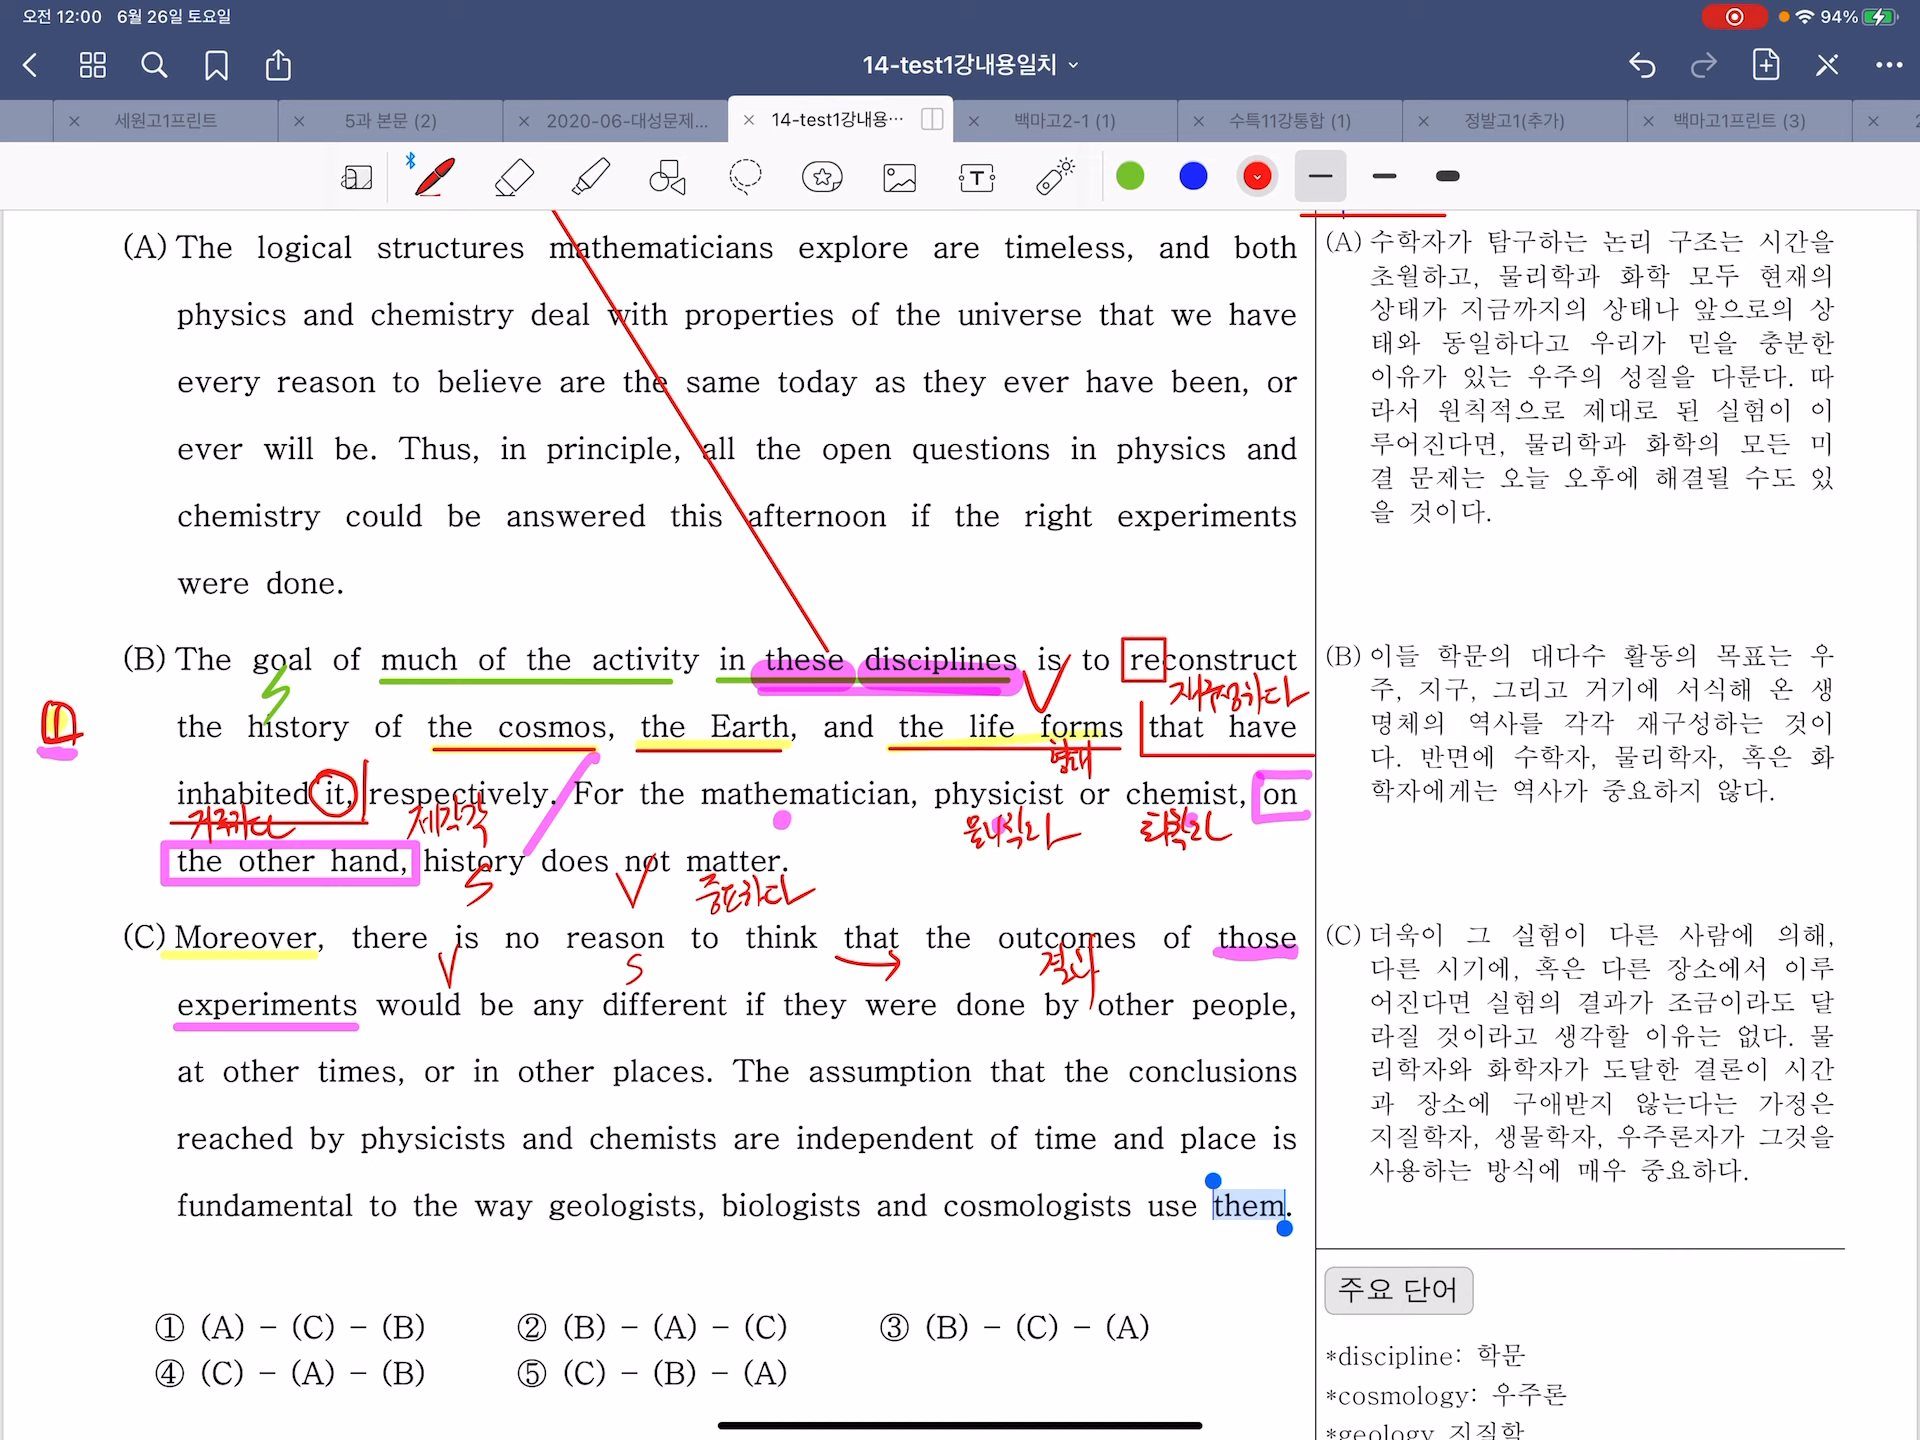 오전 12:00 6월 26일 토요일
94%
14-test1강내용일치
세원고1프린트
5과 본문 (2)
2020-06-대성문제...
14-test1강내용...
백마고2-1 (1)
수특11강통합 (1)
정발고1(추가)
백마고1프린트 (3)
(A) The logical structures mathematicians explore are timeless, and both
physics and chemistry deal with properties of the universe that we have
every reason to believe are the same today as they ever have been, or
ever will be. Thus, in principle, all the open questions in physics and
chemistry could be answered this afternoon if the right experiments
were done.
(B) The goal of much of the activity in these disciplines is to reconstruct
재구성하다
the history of the cosmos, the Earth, and the life forms that have
형태
inhabited it, respectively. For the mathematician, physicist or chemist, on
거주하다 제각각 물리학자 화학자
the other hand, history does not matter.
S V 중요하다
(C) Moreover, there is no reason to think that the outcomes of those
V S 결과
experiments would be any different if they were done by other people,
at other times, or in other places. The assumption that the conclusions
reached by physicists and chemists are independent of time and place is
fundamental to the way geologists, biologists and cosmologists use them.
① (A) - (C) - (B) ② (B) - (A) - (C) ③ (B) - (C) - (A)
④ (C) - (A) - (B) ⑤ (C) - (B) - (A)
(A) 수학자가 탐구하는 논리 구조는 시간을
초월하고, 물리학과 화학 모두 현재의
상태가 지금까지의 상태나 앞으로의 상
태와 동일하다고 우리가 믿을 충분한
이유가 있는 우주의 성질을 다룬다. 따
라서 원칙적으로 제대로 된 실험이 이
루어진다면, 물리학과 화학의 모든 미
결 문제는 오늘 오후에 해결될 수도 있
을 것이다.
(B) 이들 학문의 대다수 활동의 목표는 우
주, 지구, 그리고 거기에 서식해 온 생
명체의 역사를 각각 재구성하는 것이
다. 반면에 수학자, 물리학자, 혹은 화
학자에게는 역사가 중요하지 않다.
(C) 더욱이 그 실험이 다른 사람에 의해,
다른 시기에, 혹은 다른 장소에서 이루
어진다면 실험의 결과가 조금이라도 달
라질 것이라고 생각할 이유는 없다. 물
리학자와 화학자가 도달한 결론이 시간
과 장소에 구애받지 않는다는 가정은
지질학자, 생물학자, 우주론자가 그것을
사용하는 방식에 매우 중요하다.
주요 단어
*discipline: 학문
*cosmology: 우주론
*geology 지질학